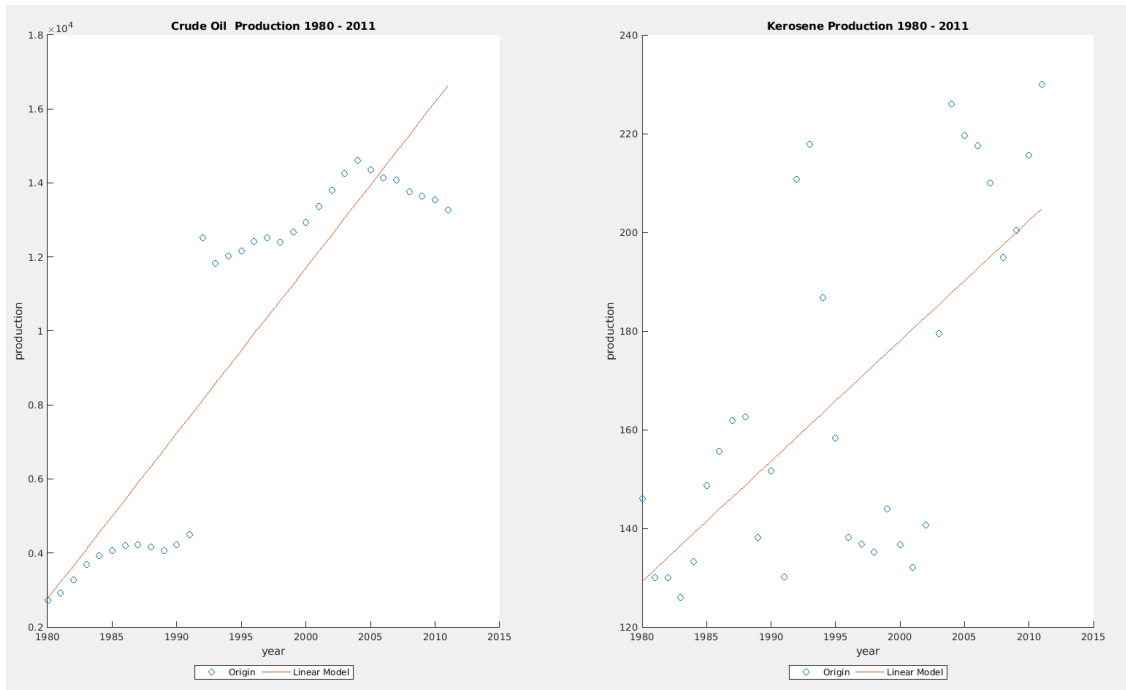 Crude Oil  Production 1980 - 2011
×10⁴
1.8
1.6
1.4
1.2
1
0.8
0.6
0.4
0.2
production
1980 1985 1990 1995 2000 2005 2010 2015
year
Origin Linear Model
Kerosene Production 1980 - 2011
240
220
200
180
160
140
120
production
1980 1985 1990 1995 2000 2005 2010 2015
year
Origin Linear Model